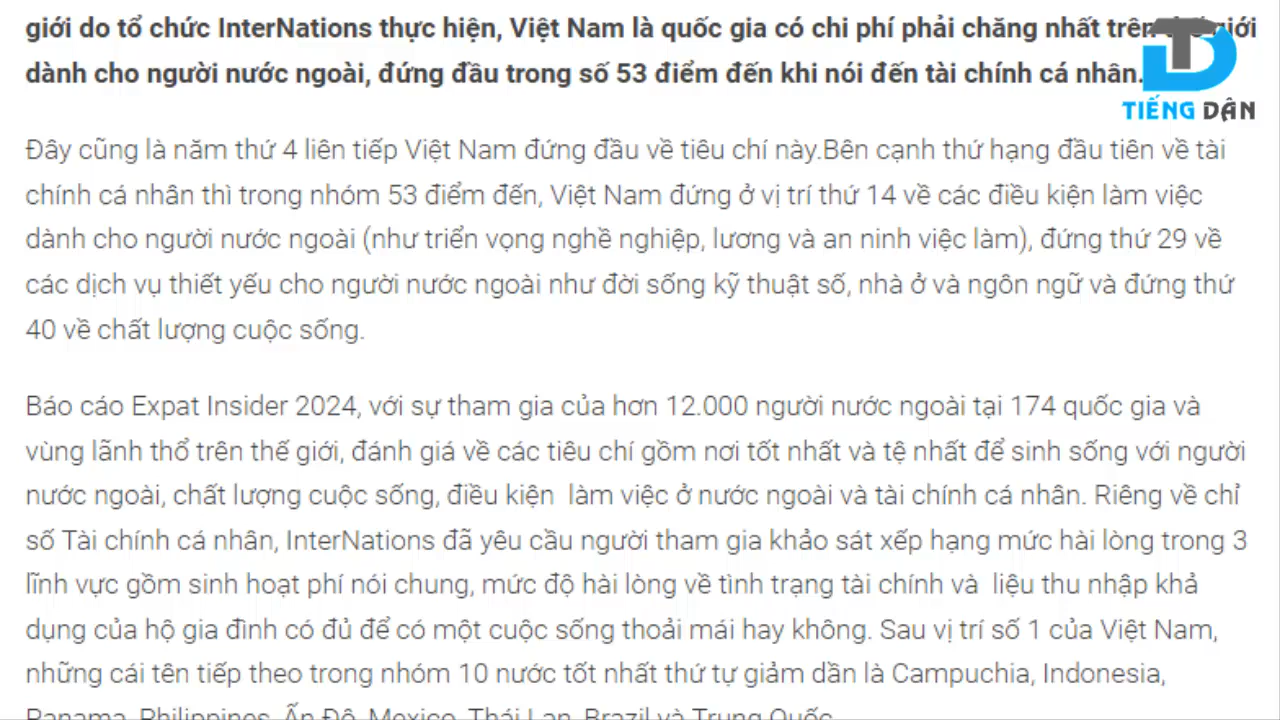 giới do tổ chức InterNations thực hiện, Việt Nam là quốc gia có chi phí phải chăng nhất trên thế giới
dành cho người nước ngoài, đứng đầu trong số 53 điểm đến khi nói đến tài chính cá nhân.
TIẾNG DÂN
Đây cũng là năm thứ 4 liên tiếp Việt Nam đứng đầu về tiêu chí này.Bên cạnh thứ hạng đầu tiên về tài
chính cá nhân thì trong nhóm 53 điểm đến, Việt Nam đứng ở vị trí thứ 14 về các điều kiện làm việc
dành cho người nước ngoài (như triển vọng nghề nghiệp, lương và an ninh việc làm), đứng thứ 29 về
các dịch vụ thiết yếu cho người nước ngoài như đời sống kỹ thuật số, nhà ở và ngôn ngữ và đứng thứ
40 về chất lượng cuộc sống.
Báo cáo Expat Insider 2024, với sự tham gia của hơn 12.000 người nước ngoài tại 174 quốc gia và
vùng lãnh thổ trên thế giới, đánh giá về các tiêu chí gồm nơi tốt nhất và tệ nhất để sinh sống với người
nước ngoài, chất lượng cuộc sống, điều kiện  làm việc ở nước ngoài và tài chính cá nhân. Riêng về chỉ
số Tài chính cá nhân, InterNations đã yêu cầu người tham gia khảo sát xếp hạng mức hài lòng trong 3
lĩnh vực gồm sinh hoạt phí nói chung, mức độ hài lòng về tình trạng tài chính và  liệu thu nhập khả
dụng của hộ gia đình có đủ để có một cuộc sống thoải mái hay không. Sau vị trí số 1 của Việt Nam,
những cái tên tiếp theo trong nhóm 10 nước tốt nhất thứ tự giảm dần là Campuchia, Indonesia,
Panama, Philippines, Ấn Độ, Mexico, Thái Lan, Brazil và Trung Quốc.